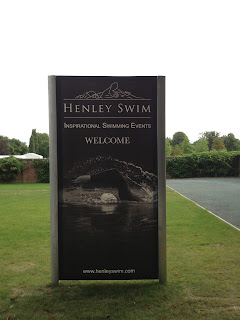 HENLEY SWIM
INSPIRATIONAL SWIMMING EVENTS
WELCOME
www.henleyswim.com